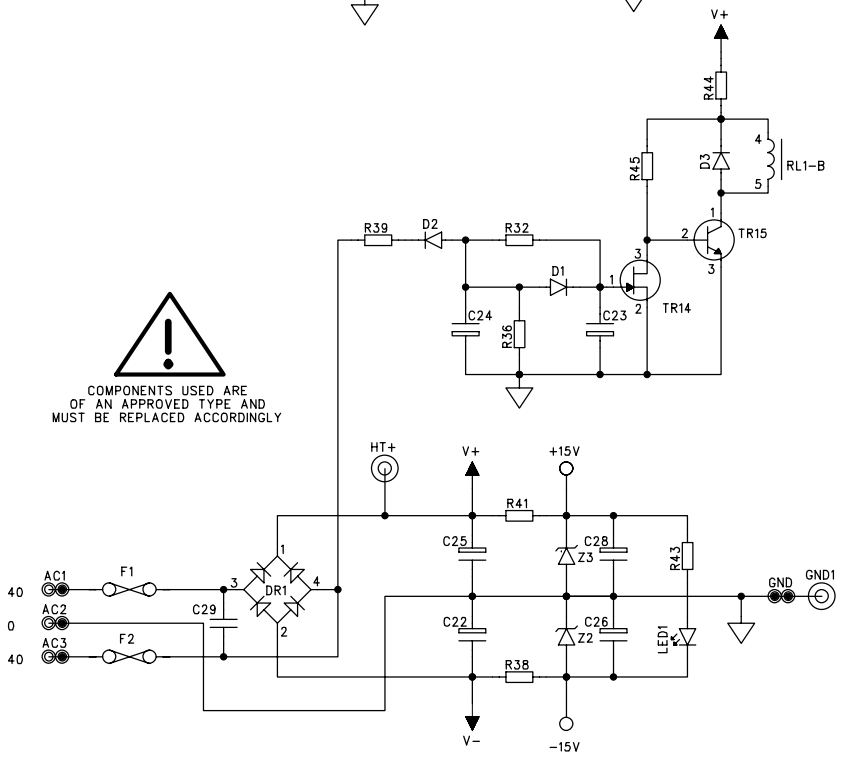 V+
R44
R45
D3
4
5
RL1-B
R39
D2
R32
1
2
TR15
3
D1
3
1
2
TR14
C24
R36
C23
COMPONENTS USED ARE
OF AN APPROVED TYPE AND
MUST BE REPLACED ACCORDINGLY
HT+
V+
+15V
R41
C25
Z3
C28
R43
1
40
AC1
F1
3
DR1
4
GND
GND1
0
AC2
C29
2
C22
Z2
C26
LED1
40
AC3
F2
R38
V-
-15V